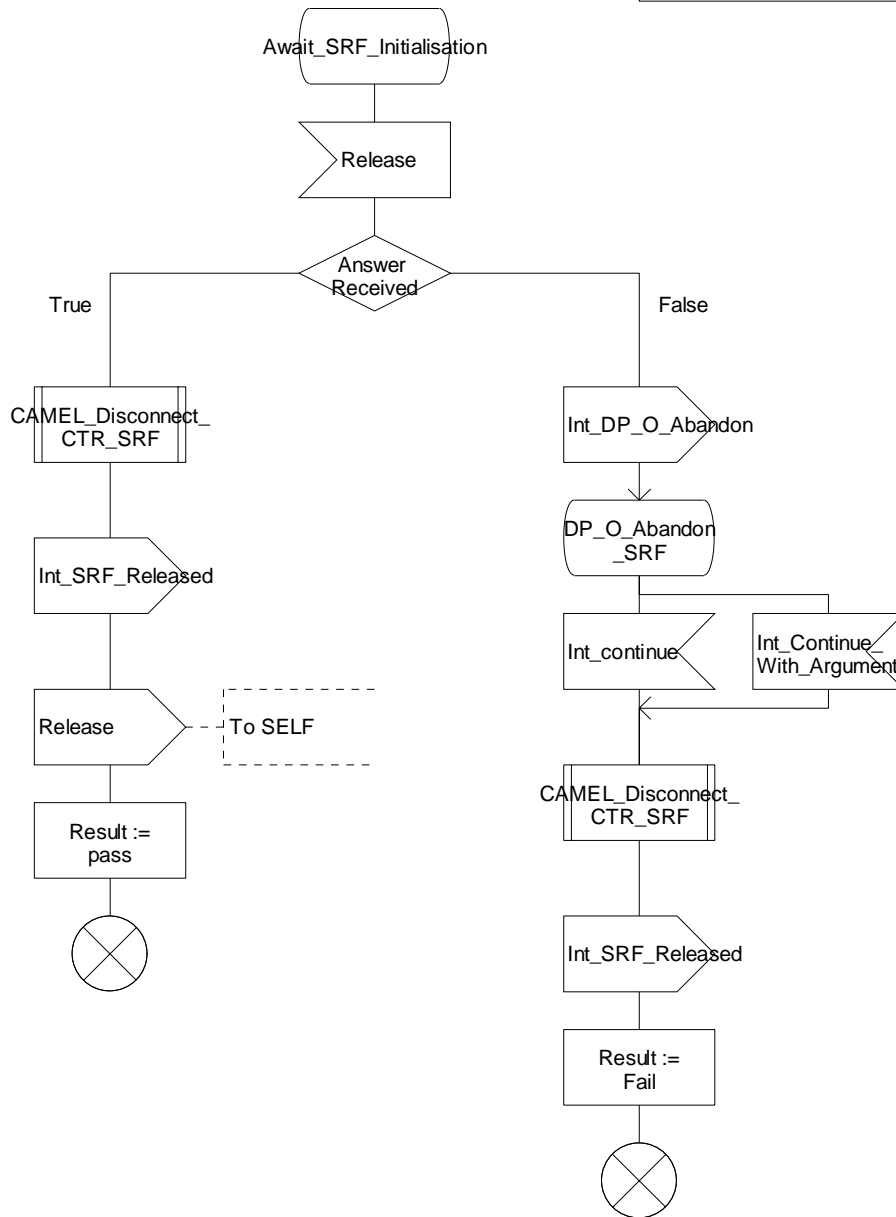 Await_SRF_Initialisation
Release
Answer
Received
True
False
CAMEL_Disconnect_
CTR_SRF
Int_SRF_Released
Release
To SELF
Result :=
pass
Int_DP_O_Abandon
DP_O_Abandon
_SRF
Int_continue
Int_Continue_
With_Argument
CAMEL_Disconnect_
CTR_SRF
Int_SRF_Released
Result :=
Fail